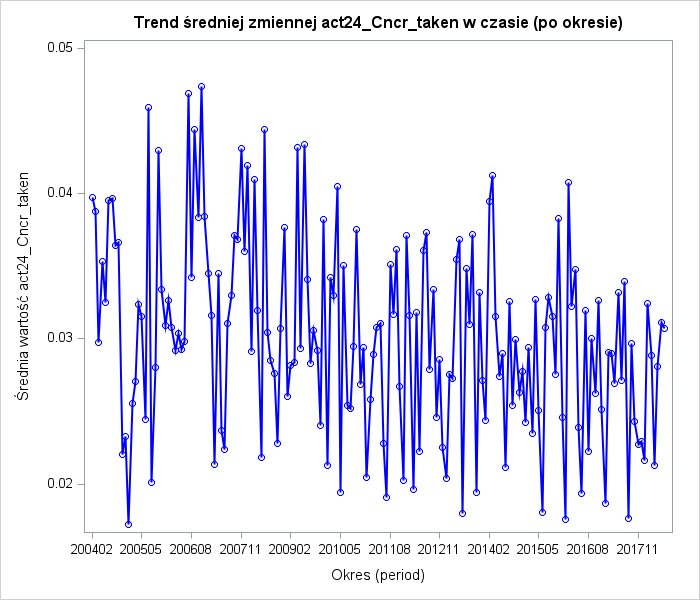 Trend średniej zmiennej act24_Cncr_taken w czasie (po okresie)
0.05
0.04
0.03
0.02
Średnia wartość act24_Cncr_taken
200402 200505 200608 200711 200902 201005 201108 201211 201402 201505 201608 201711
Okres (period)